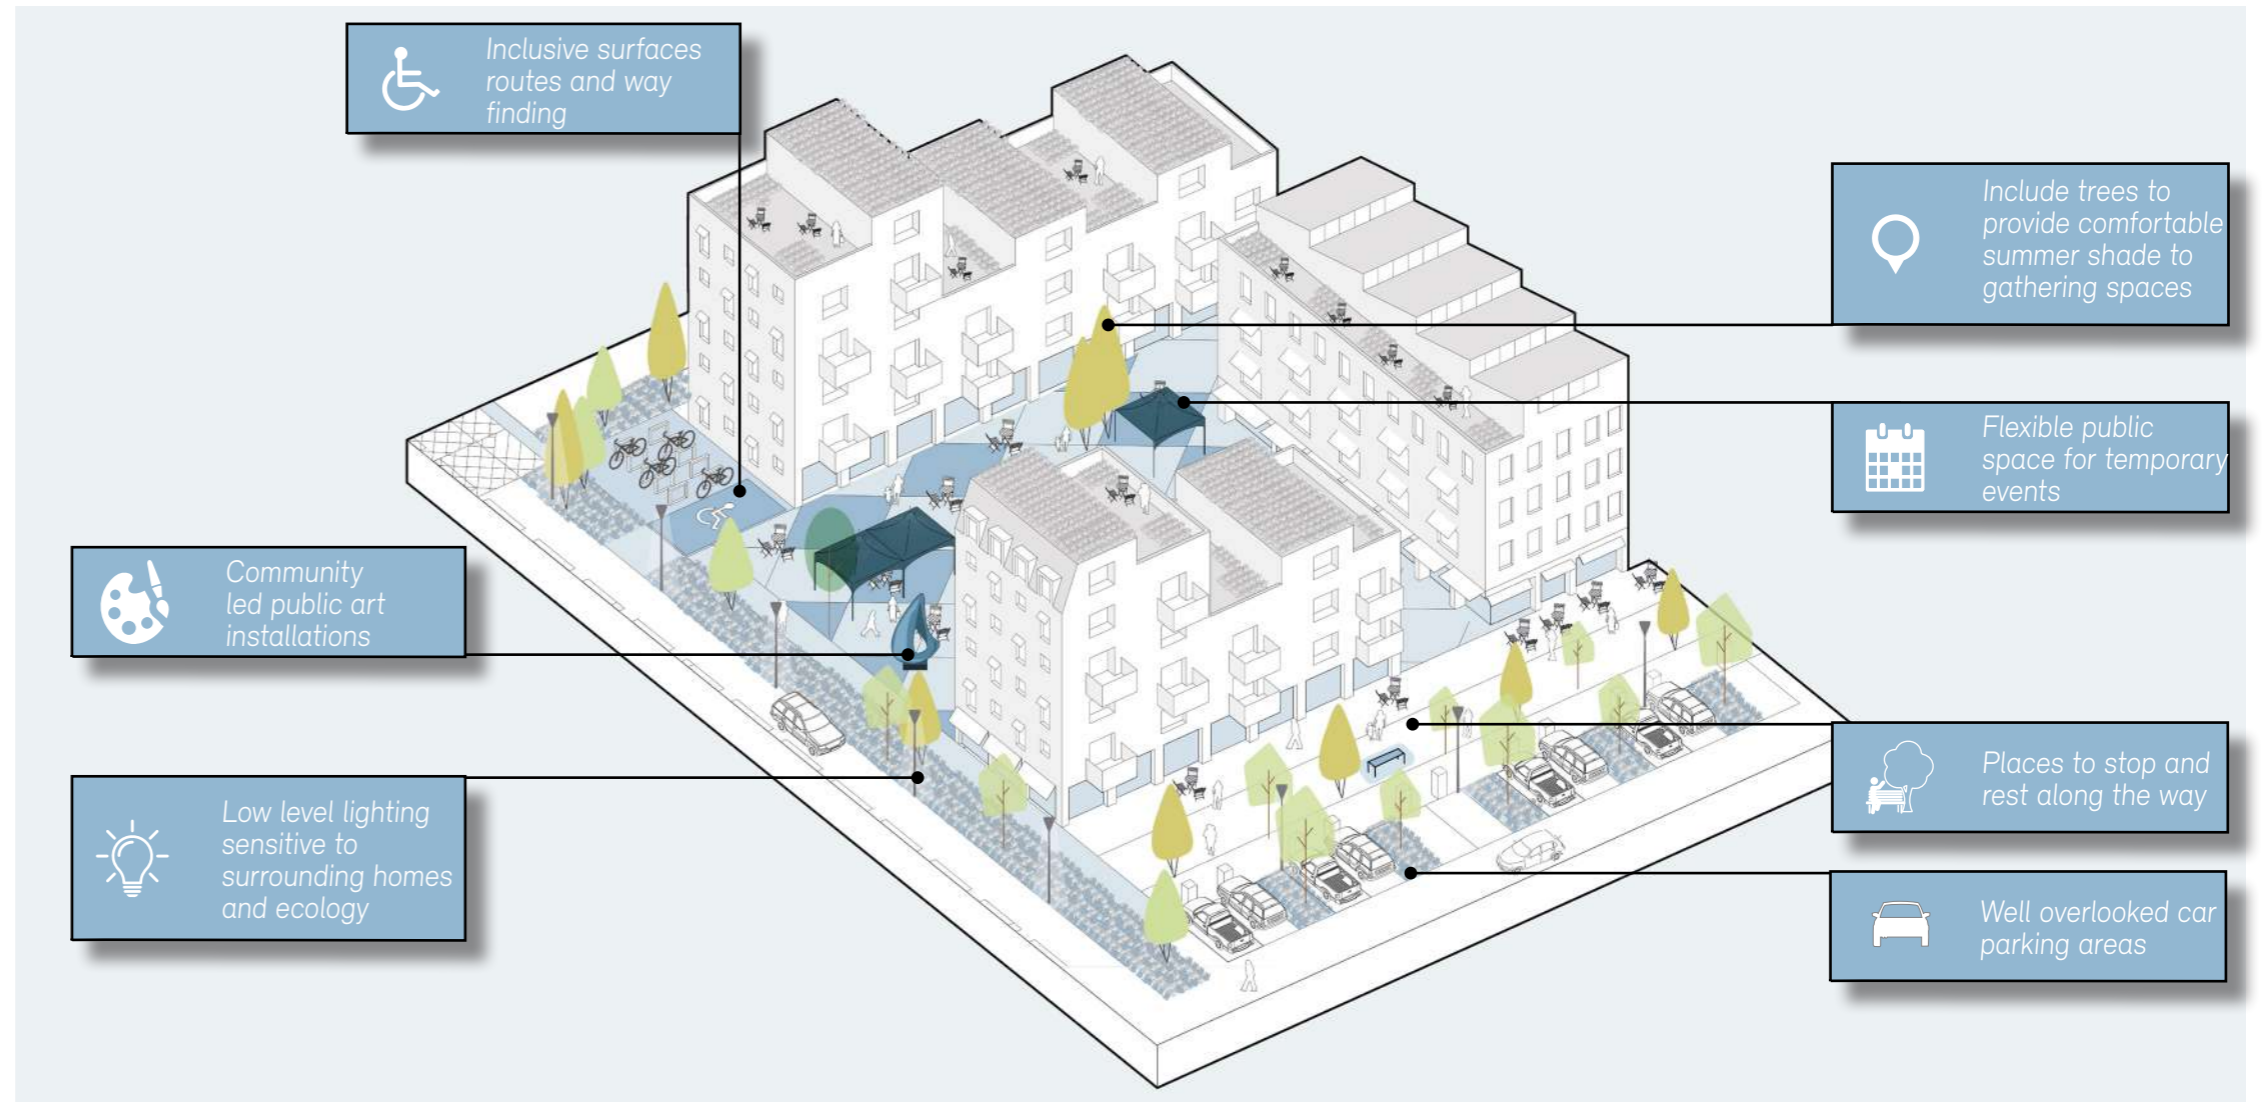 Inclusive surfaces
routes and way
finding
Include trees to
provide comfortable
summer shade to
gathering spaces
Flexible public
space for temporary
events
Community
led public art
installations
Places to stop and
rest along the way
Low level lighting
sensitive to
surrounding homes
and ecology
Well overlooked car
parking areas